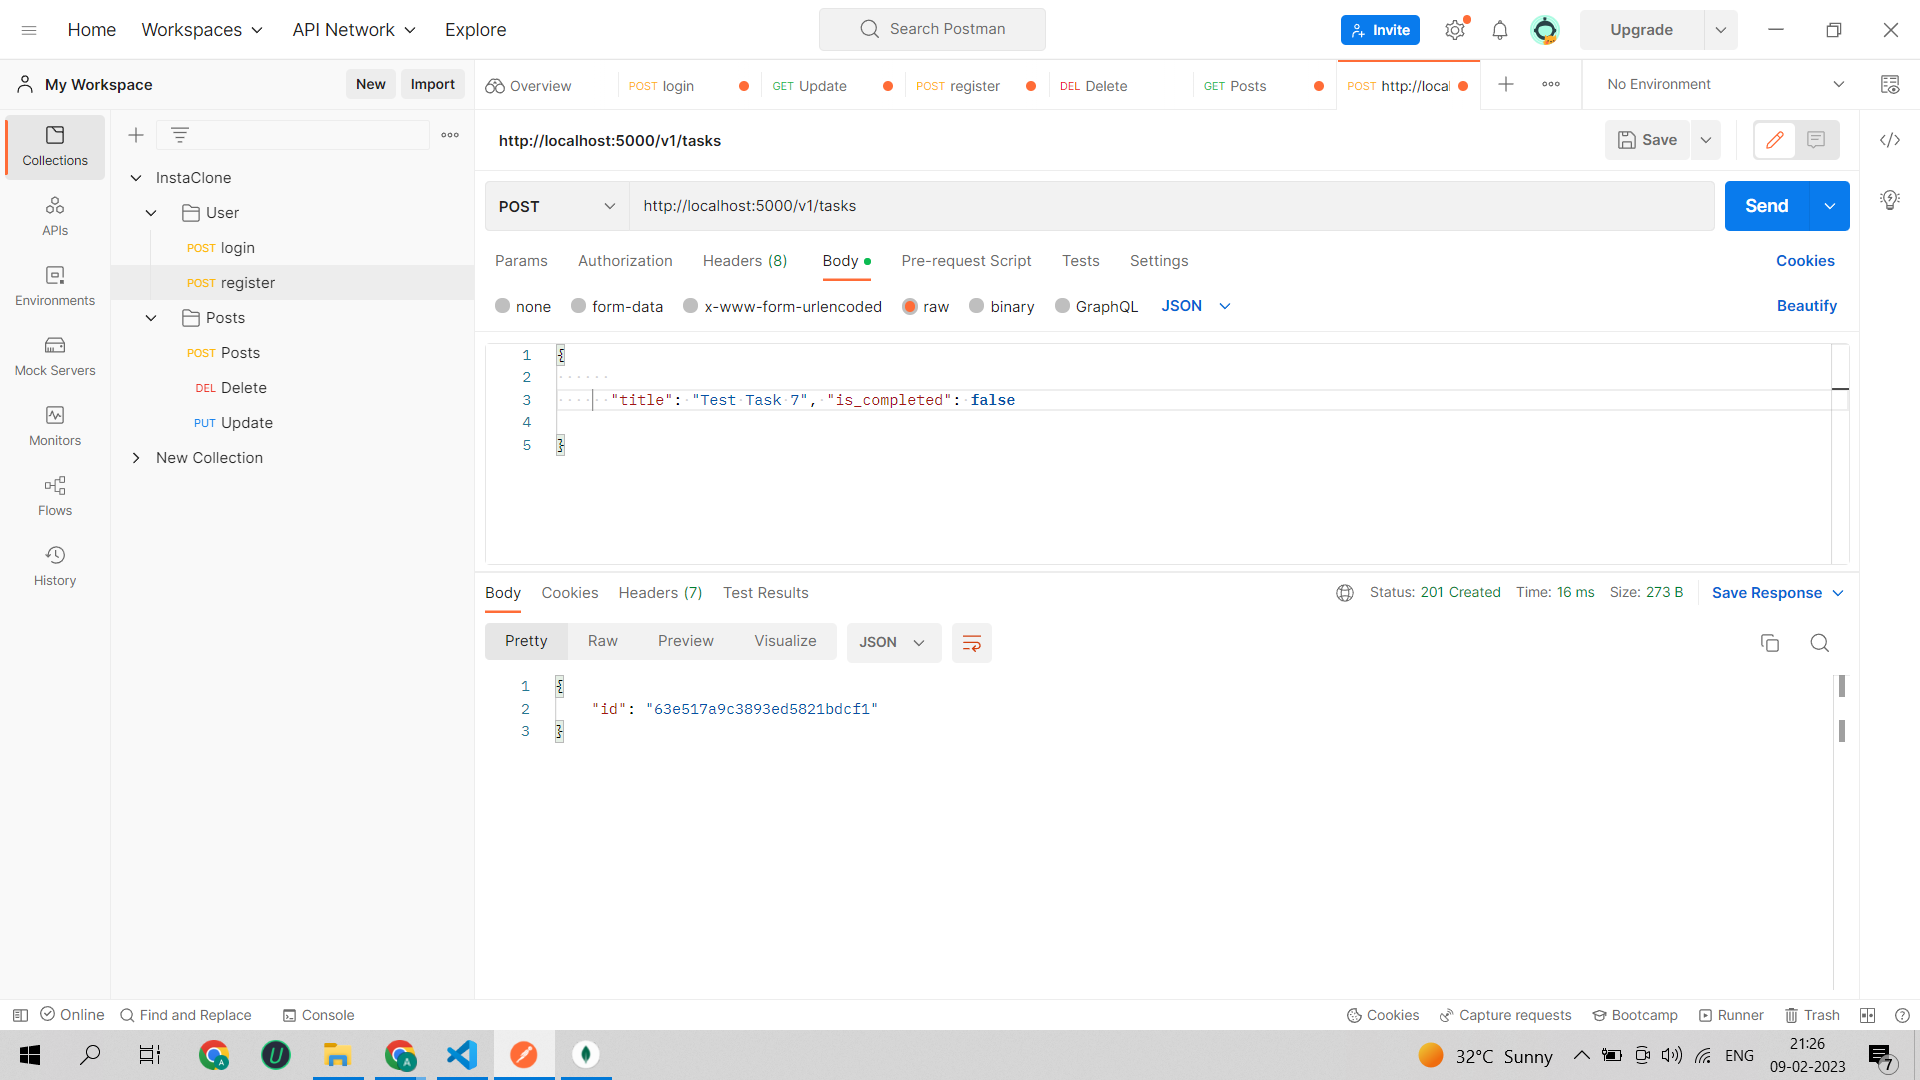 Home Workspaces API Network Explore Search Postman Invite Upgrade
My Workspace New Import Overview POST login GET Update POST register DEL Delete GET Posts POST http://local No Environment
Collections
APIs
Environments
Mock Servers
Monitors
Flows
History
InstaClone
User
POST login
POST register
Posts
POST Posts
DEL Delete
PUT Update
New Collection
http://localhost:5000/v1/tasks Save
POST http://localhost:5000/v1/tasks Send
Params Authorization Headers (8) Body Pre-request Script Tests Settings Cookies
none form-data x-www-form-urlencoded raw binary GraphQL JSON Beautify
1 {
2
3 "title": "Test Task 7", "is_completed": false
4
5 }
Body Cookies Headers (7) Test Results Status: 201 Created Time: 16 ms Size: 273 B Save Response
Pretty Raw Preview Visualize JSON
1 {
2 "id": "63e517a9c3893ed5821bdcf1"
3 }
Online Find and Replace Console Cookies Capture requests Bootcamp Runner Trash
32°C Sunny ENG 21:26
09-02-2023 7